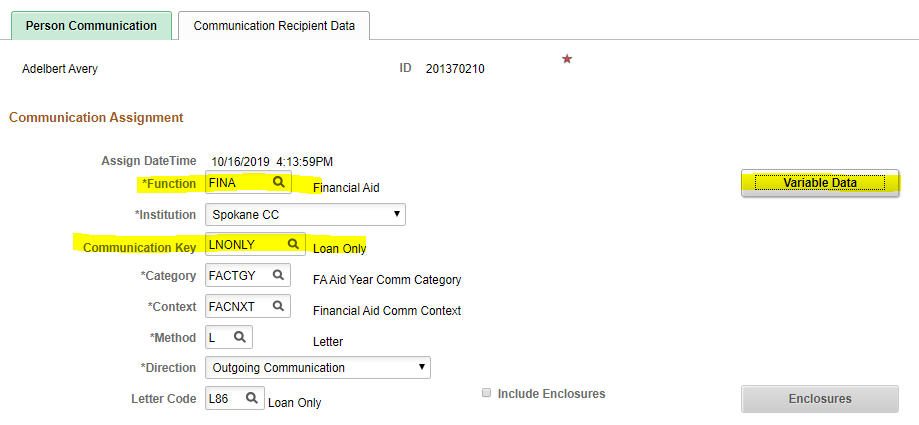 Person Communication Communication Recipient Data
Adelbert Avery ID 201370210
Communication Assignment
Assign DateTime 10/16/2019 4:13:59PM
*Function FINA Financial Aid Variable Data
*Institution Spokane CC
Communication Key LNONLY Loan Only
*Category FACTGY FA Aid Year Comm Category
*Context FACNXT Financial Aid Comm Context
*Method L Letter
*Direction Outgoing Communication
Letter Code L86 Loan Only Include Enclosures Enclosures